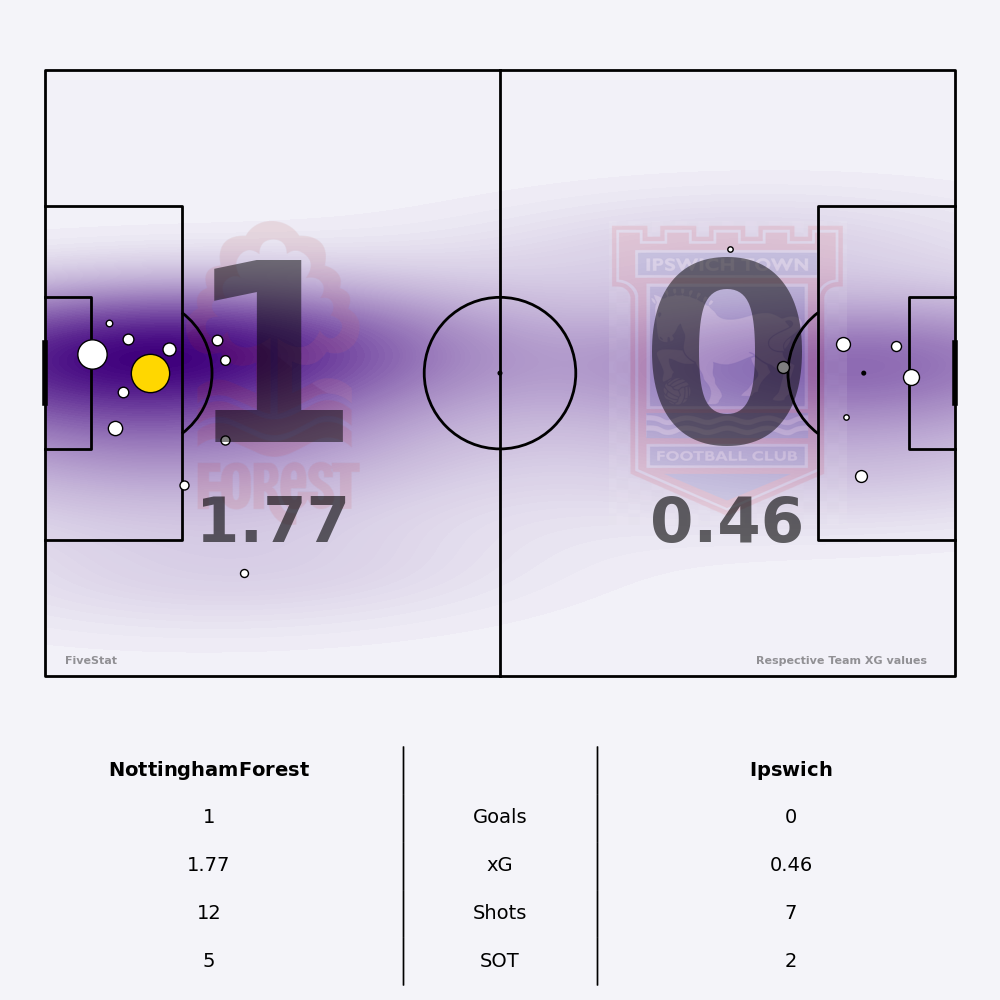 IPSWICH TOWN
1 0
FOREST
FOOTBALL CLUB
1.77 0.46
FiveStat Respective Team XG values
NottinghamForest Ipswich
1 Goals 0
1.77 xG 0.46
12 Shots 7
5 SOT 2